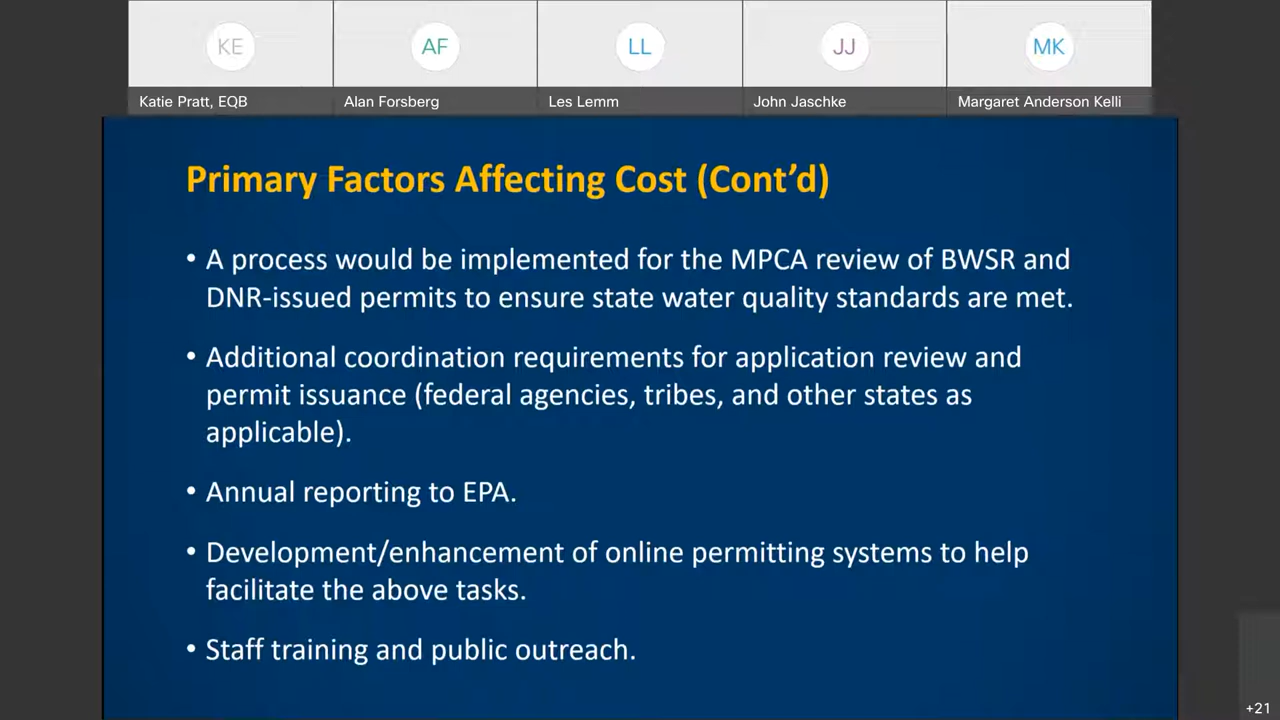 KE
AF
LL
JJ
MK
Katie Pratt, EQB
Alan Forsberg
Les Lemm
John Jaschke
Margaret Anderson Kelli
Primary Factors Affecting Cost (Cont’d)
• A process would be implemented for the MPCA review of BWSR and
DNR-issued permits to ensure state water quality standards are met.
• Additional coordination requirements for application review and
permit issuance (federal agencies, tribes, and other states as
applicable).
• Annual reporting to EPA.
• Development/enhancement of online permitting systems to help
facilitate the above tasks.
• Staff training and public outreach.
+21